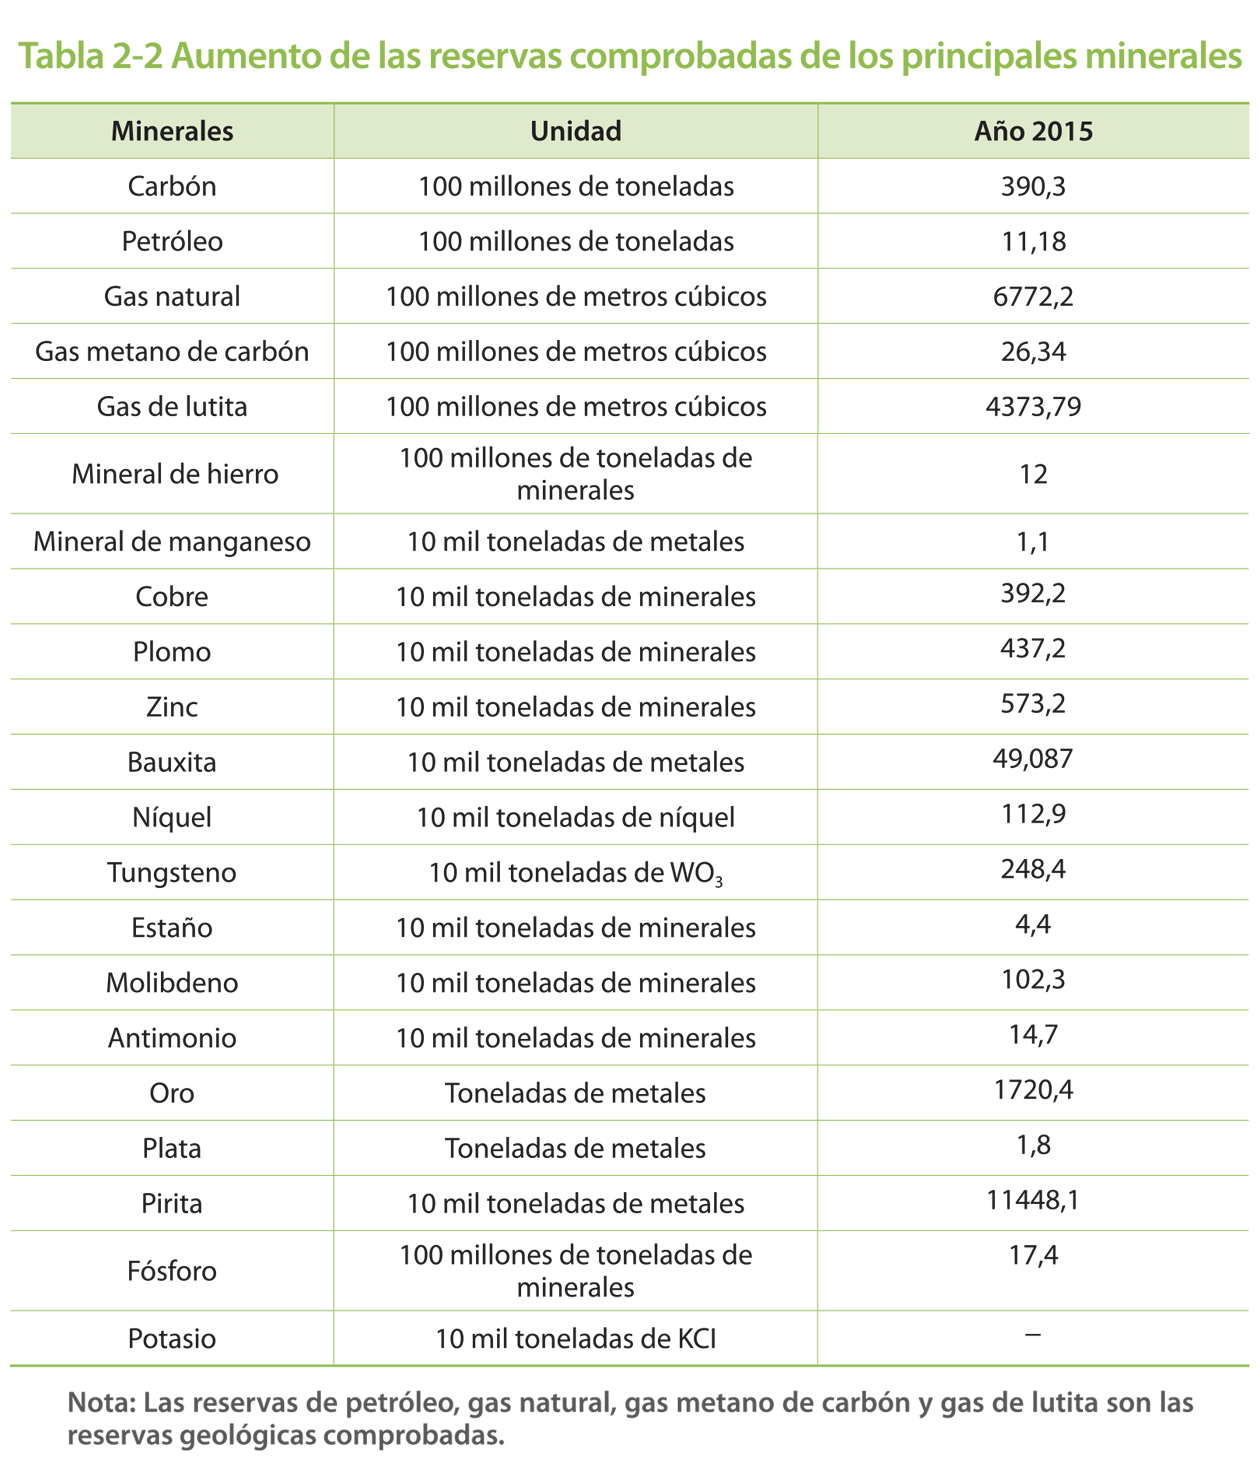 Tabla 2-2 Aumento de las reservas comprobadas de los principales minerales
Minerales Unidad Año 2015
Carbón 100 millones de toneladas 390,3
Petróleo 100 millones de toneladas 11,18
Gas natural 100 millones de metros cúbicos 6772,2
Gas metano de carbón 100 millones de metros cúbicos 26,34
Gas de lutita 100 millones de metros cúbicos 4373,79
Mineral de hierro 100 millones de toneladas de minerales 12
Mineral de manganeso 10 mil toneladas de metales 1,1
Cobre 10 mil toneladas de minerales 392,2
Plomo 10 mil toneladas de minerales 437,2
Zinc 10 mil toneladas de minerales 573,2
Bauxita 10 mil toneladas de metales 49,087
Níquel 10 mil toneladas de níquel 112,9
Tungsteno 10 mil toneladas de WO₃ 248,4
Estaño 10 mil toneladas de minerales 4,4
Molibdeno 10 mil toneladas de minerales 102,3
Antimonio 10 mil toneladas de minerales 14,7
Oro Toneladas de metales 1720,4
Plata Toneladas de metales 1,8
Pirita 10 mil toneladas de metales 11448,1
Fósforo 100 millones de toneladas de minerales 17,4
Potasio 10 mil toneladas de KCl –
Nota: Las reservas de petróleo, gas natural, gas metano de carbón y gas de lutita son las
reservas geológicas comprobadas.